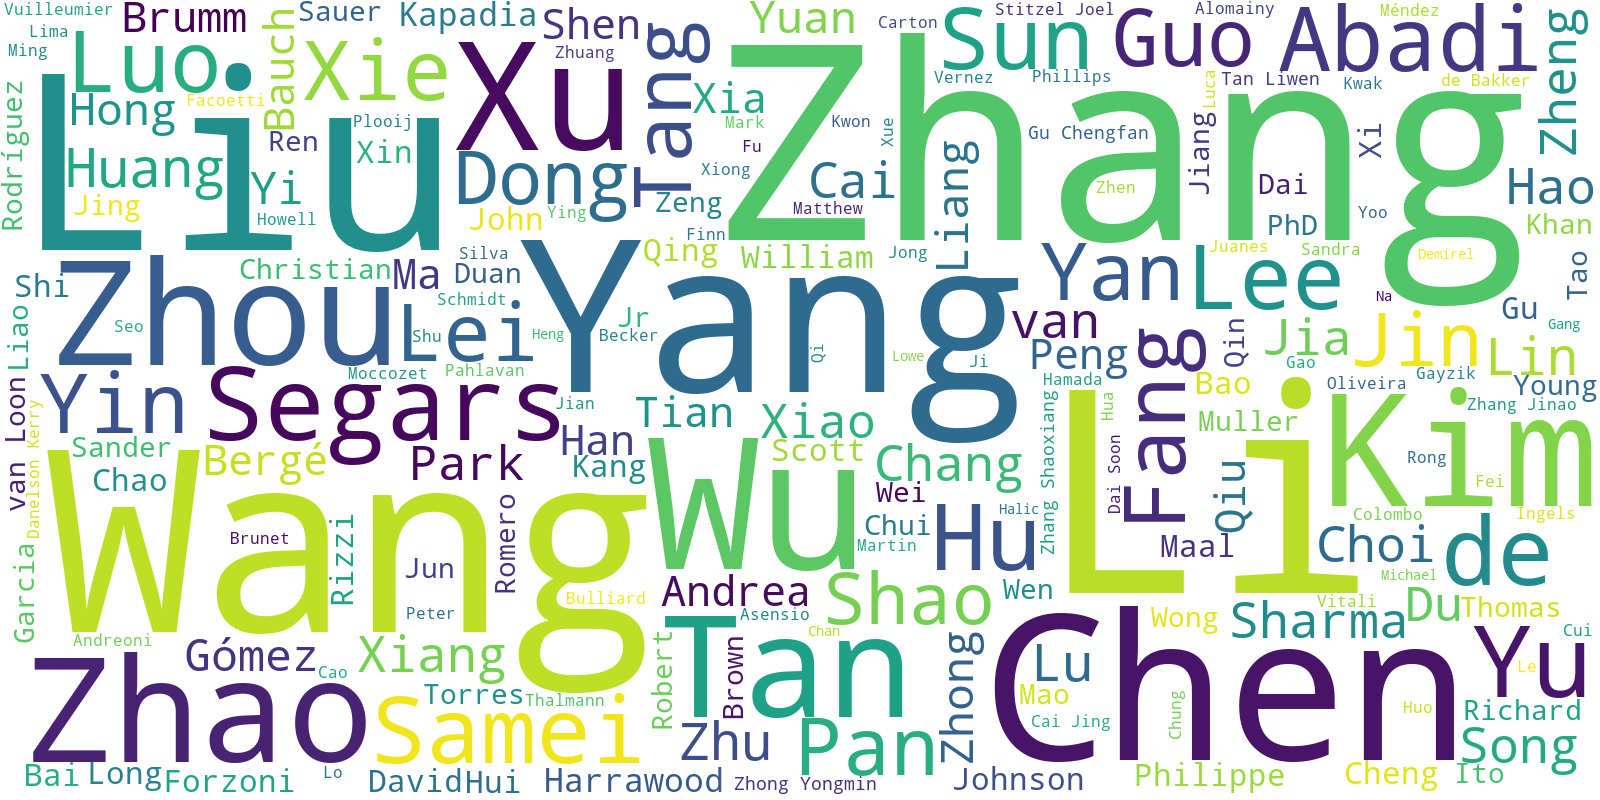 Vuilleumier
Brumm
Sauer
Kapadia
Shen
Yuan
Carton
Sun
Stitzel Joel
Guo
Alomainy
Abadi
Méndez
Zheng
Lima
Ming
Luo
Bauch
Xie
Xu
Zhuang
Tang
Zhang
Vernez
Phillips
Tan Liwen
Luca
Kwak
de Bakker
Rodríguez
Hong
Facoetti
Liu
Plooij
Ren
Xin
Xia
Mark
Kwon
Xue
Gu Chengfan
Jiang
Xi
Huang
Yi
Dong
Fu
Xiong
Cai
Liang
Zhen
Dai
Hao
Jing
Howell
John
Ying
Zeng
Matthew
PhD
Yoo
Khan
Finn
Silva
Qing
William
Jong
Juanes
Sandra
Demirel
Tao
Shi
Zhou
Christian
Ma
Duan
Yang
Yan
Lee
Schmidt
Gu
Liao
Seo
Lei
Shu
Heng
Jr
Becker
Qi
Lowe
Ji
van
Peng
Fang
Qin
Jia
Gao
Na
Jin
Lin
Gang
van Loon
Yin
Segars
Moccozet
Pahlavan
Jian
Tian
Xiao
Hamada
Hua
Li
Bao
Muller
Oliveira
Kim
Gayzik
Young
Zhang Jinao
Danelson Kerry
Sander
Chao
Bergé
Park
Han
Kang
Wu
Scott
Chang
Zhang Shaoxiang
Dai Soon
Qiu
Rong
Fei
Wang
Brunet
Rizzi
Romero
Wei
Chui
Martin
Hu
Halic
Maal
Colombo
Choi
Ingels
de
Garcia
Jun
Peter
Bulliard
Andrea
Asensio
Shao
Wen
Wong
Michael
Vitali
Sharma
Du
Thomas
Cui
Andreoni
Zhao
Gómez
Cao
Xiang
Torres
Thalmann
Samei
Robert
Tan
Brown
Chan
Zhong
Chen
Lu
Mao
Cai Jing
Chung
Yu
Le
Huo
Richard
Zhu
Pan
Song
Bai
Long
Forzoni
Lo
David
Hui
Harrawood
Zhong Yongmin
Johnson
Philippe
Cheng
Ito